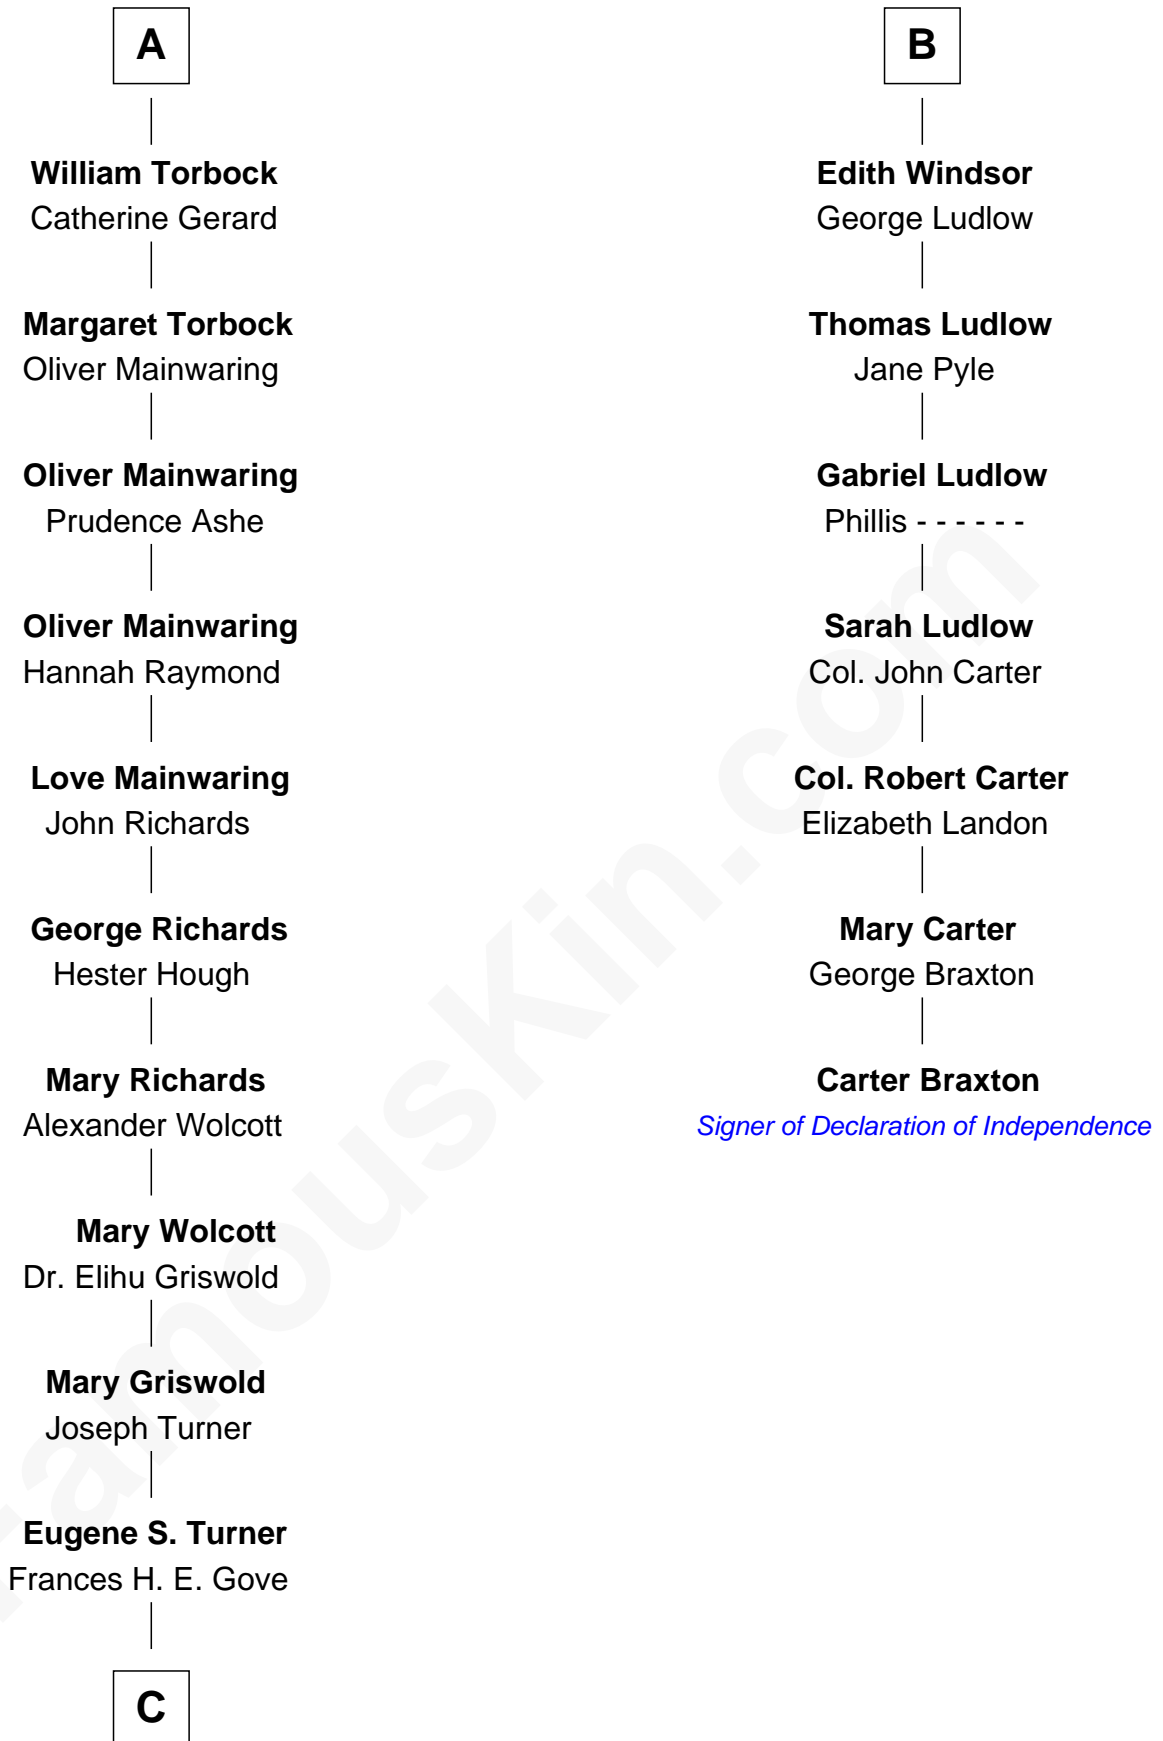 A
William Torbock
Catherine Gerard
Margaret Torbock
Oliver Mainwaring
Oliver Mainwaring
Prudence Ashe
Oliver Mainwaring
Hannah Raymond
Love Mainwaring
John Richards
George Richards
Hester Hough
Mary Richards
Alexander Wolcott
Mary Wolcott
Dr. Elihu Griswold
Mary Griswold
Joseph Turner
Eugene S. Turner
Frances H. E. Gove
C
B
Edith Windsor
George Ludlow
Thomas Ludlow
Jane Pyle
Gabriel Ludlow
Phillis - - - - - -
Sarah Ludlow
Col. John Carter
Col. Robert Carter
Elizabeth Landon
Mary Carter
George Braxton
Carter Braxton
Signer of Declaration of Independence
FamousKin.com